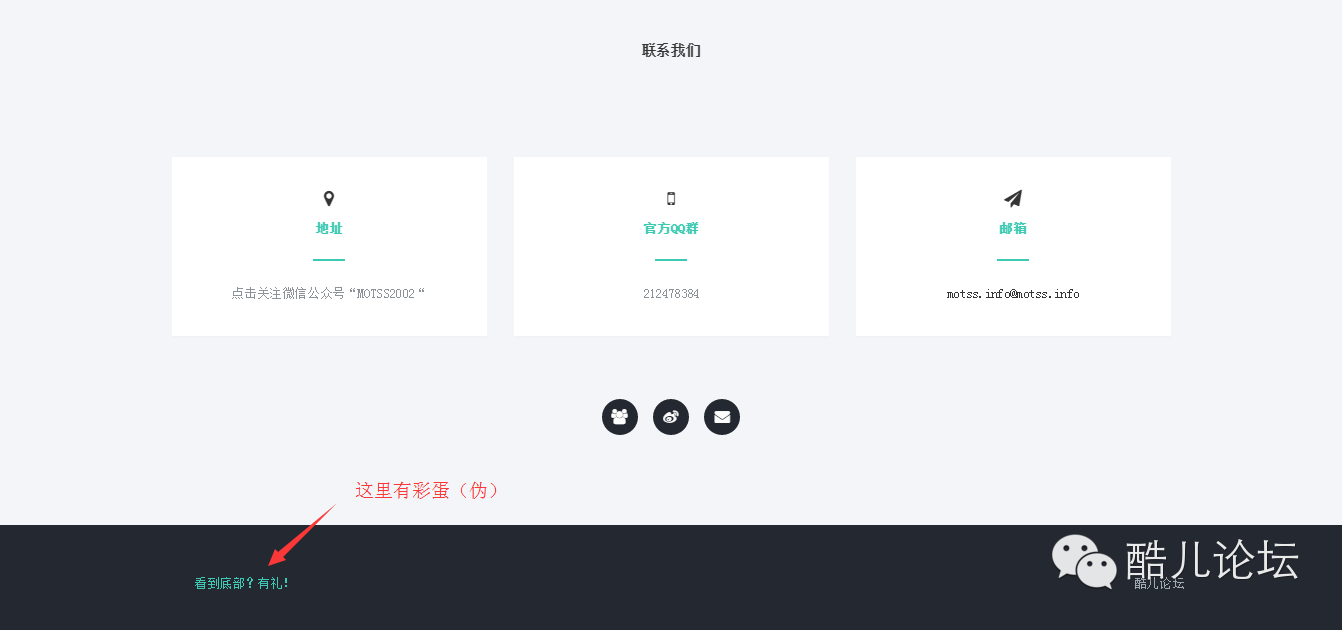 联系我们
地址
官方QQ群
邮箱
点击关注微信公众号“MOTSS2002“
212478384
motss.info@motss.info
这里有彩蛋（伪）
看到底部？有礼！
酷儿论坛
酷儿论坛